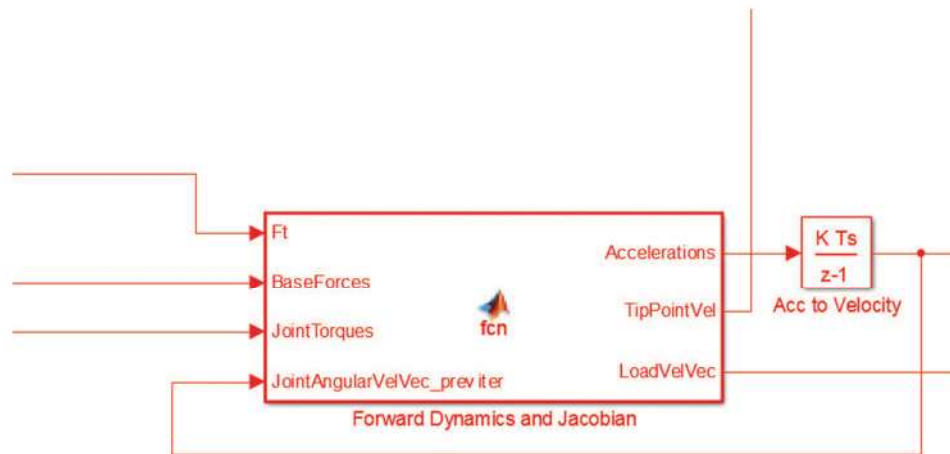 Ft
BaseForces
JointTorques
JointAngularVelVec_previter
fcn
Accelerations
TipPointVel
LoadVelVec
Forward Dynamics and Jacobian
K Ts
z-1
Acc to Velocity